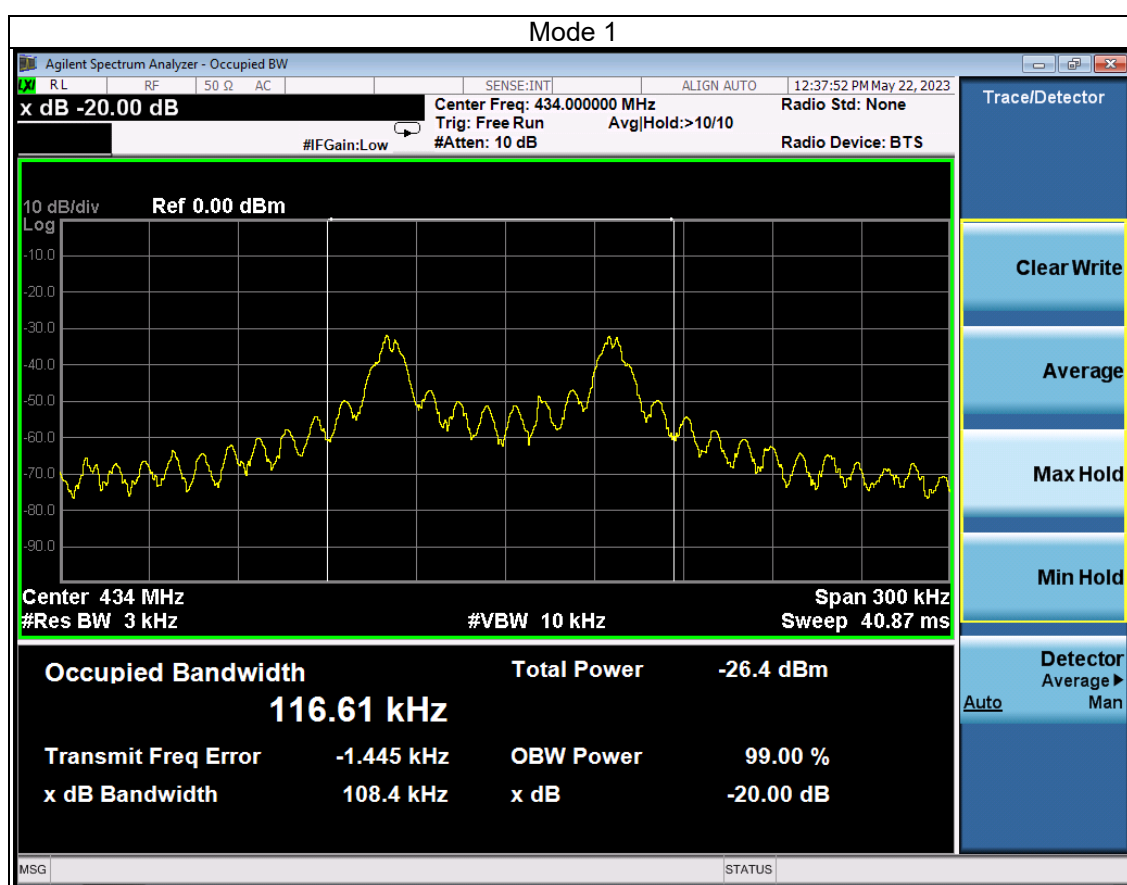 Mode 1
Agilent Spectrum Analyzer - Occupied BW
LXI RL RF 50 Ω AC SENSE:INT ALIGN AUTO 12:37:52 PM May 22, 2023
x dB -20.00 dB
Center Freq: 434.000000 MHz Radio Std: None
Trig: Free Run Avg|Hold:>10/10
#IFGain:Low #Atten: 10 dB Radio Device: BTS
10 dB/div Ref 0.00 dBm
Log
-10.0
-20.0
-30.0
-40.0
-50.0
-60.0
-70.0
-80.0
-90.0
Center 434 MHz Span 300 kHz
#Res BW 3 kHz #VBW 10 kHz Sweep 40.87 ms
Occupied Bandwidth Total Power -26.4 dBm
116.61 kHz
Transmit Freq Error -1.445 kHz OBW Power 99.00 %
x dB Bandwidth 108.4 kHz x dB -20.00 dB
MSG STATUS
Trace/Detector
Clear Write
Average
Max Hold
Min Hold
Detector
Average▶
Auto Man